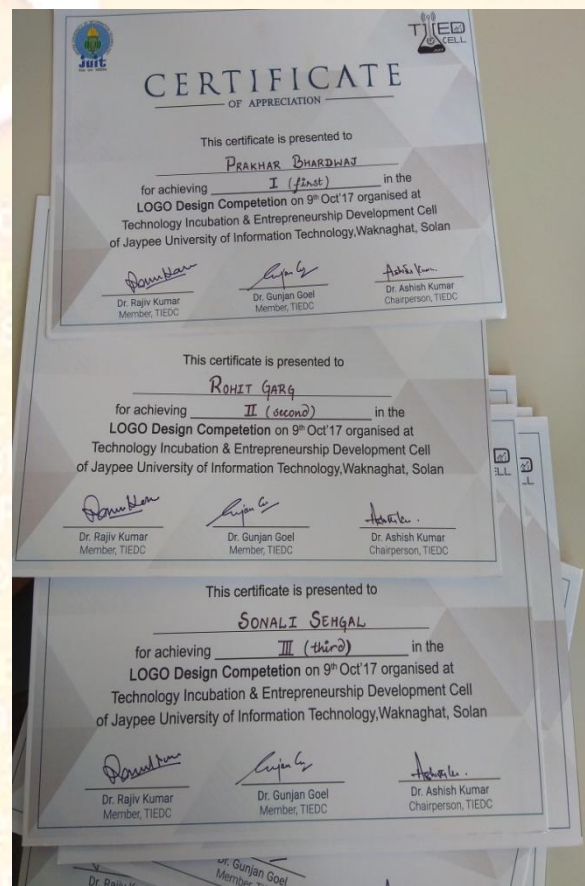 juit
TIED
CELL
CERTIFICATE
OF APPRECIATION
This certificate is presented to
PRAKHAR BHARDWAJ
for achieving I (first) in the
LOGO Design Competetion on 9th Oct'17 organised at
Technology Incubation & Entrepreneurship Development Cell
of Jaypee University of Information Technology,Waknaghat, Solan
Dr. Rajiv Kumar
Member, TIEDC
Dr. Gunjan Goel
Member, TIEDC
Dr. Ashish Kumar
Chairperson, TIEDC
This certificate is presented to
ROHIT GARG
for achieving II (second) in the
LOGO Design Competetion on 9th Oct'17 organised at
Technology Incubation & Entrepreneurship Development Cell
of Jaypee University of Information Technology,Waknaghat, Solan
Dr. Rajiv Kumar
Member, TIEDC
Dr. Gunjan Goel
Member, TIEDC
Dr. Ashish Kumar
Chairperson, TIEDC
This certificate is presented to
SONALI SEHGAL
for achieving III (third) in the
LOGO Design Competetion on 9th Oct'17 organised at
Technology Incubation & Entrepreneurship Development Cell
of Jaypee University of Information Technology,Waknaghat, Solan
Dr. Rajiv Kumar
Member, TIEDC
Dr. Gunjan Goel
Member, TIEDC
Dr. Ashish Kumar
Chairperson, TIEDC
Dr. Gunjan Goel